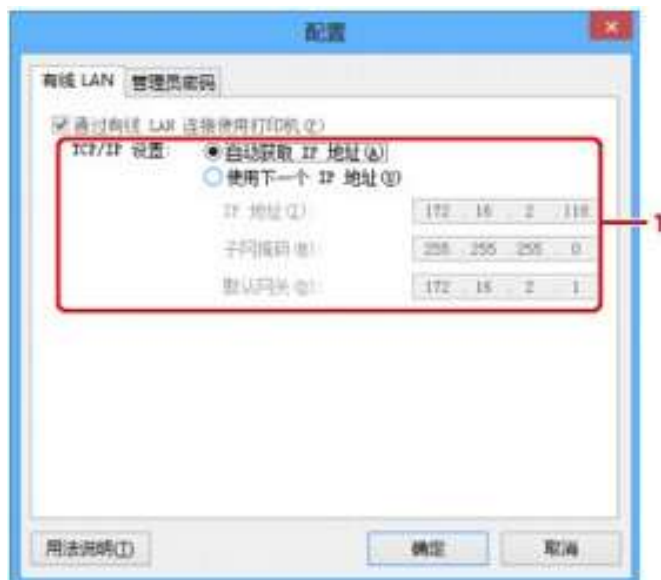 配置
有线 LAN 管理员密码
通过有线 LAN 连接使用打印机(P)
TCP/IP 设置: 自动获取 IP 地址(A)
使用下一个 IP 地址(U)
IP 地址(I): 172 . 16 . 2 .
子网掩码 : 255 . 255 . 255 . 0
默认网关 : 172 . 16 . 2 . 1
1
用法说明(T) 确定 取消